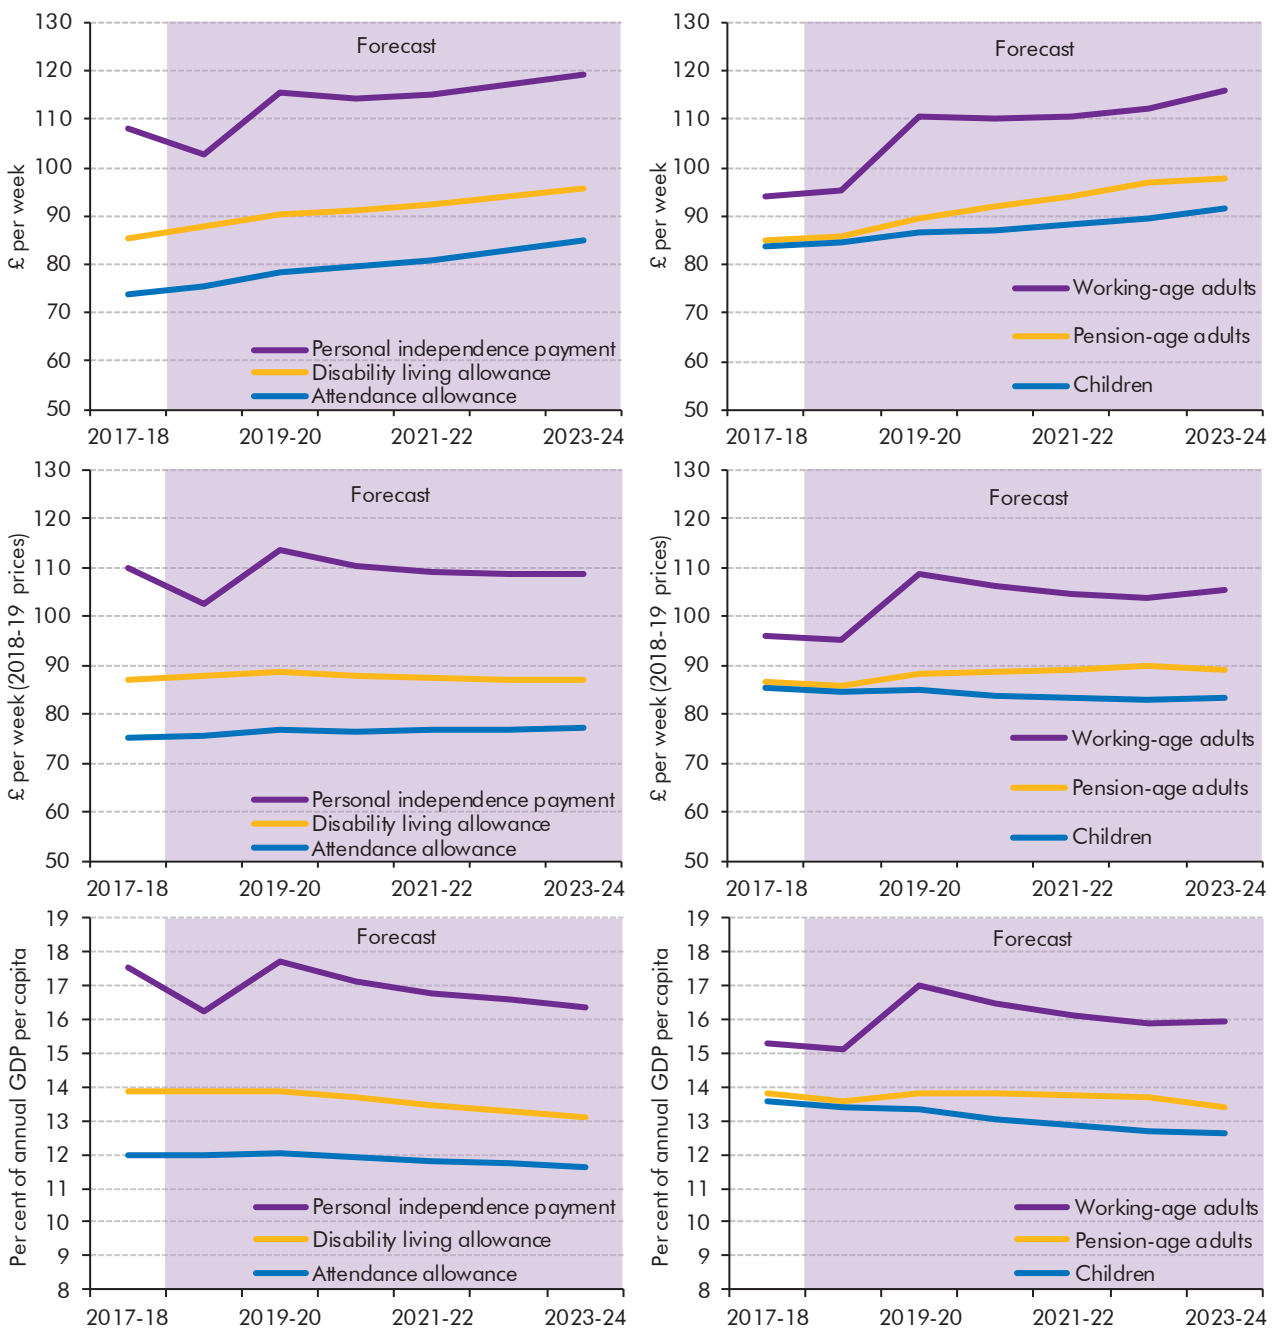 130
120
110
100
90
80
70
60
50
£ per week
Forecast
Personal independence payment
Disability living allowance
Attendance allowance
2017-18 2019-20 2021-22 2023-24
130
120
110
100
90
80
70
60
50
£ per week
Forecast
Working-age adults
Pension-age adults
Children
2017-18 2019-20 2021-22 2023-24
130
120
110
100
90
80
70
60
50
£ per week (2018-19 prices)
Forecast
Personal independence payment
Disability living allowance
Attendance allowance
2017-18 2019-20 2021-22 2023-24
130
120
110
100
90
80
70
60
50
£ per week (2018-19 prices)
Forecast
Working-age adults
Pension-age adults
Children
2017-18 2019-20 2021-22 2023-24
19
18
17
16
15
14
13
12
11
10
9
8
Per cent of annual GDP per capita
Forecast
Personal independence payment
Disability living allowance
Attendance allowance
2017-18 2019-20 2021-22 2023-24
19
18
17
16
15
14
13
12
11
10
9
8
Per cent of annual GDP per capita
Forecast
Working-age adults
Pension-age adults
Children
2017-18 2019-20 2021-22 2023-24